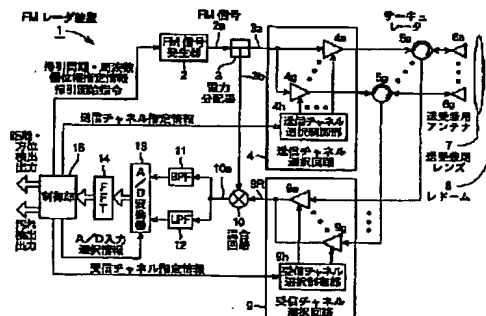 FMレーダ装置
1
FM信号
2a
FM信号
発生部
2
3a
3
電力
分配器
3b
掃引周期・周波数
偏位幅指定情報
掃引開始指令
送信チャネル指定情報
4a
4g
4h
送信チャネル
選択制御部
4
送信チャネル
選択回路
サーキュ
レータ
5a
5g
6a
6g
送受兼用
アンテナ
7
送受兼用
レンズ
8
レドーム
距離・
方位
検出
出力
汚れ
検出
出力
15
制御部
14
FFT
13
A/D変換器
11
BPF
12
LPF
10a
10
混合器
9R
9a
9g
9h
受信チャネル
選択制御部
9
受信チャネル
選択回路
A/D入力
選択情報
受信チャネル指定情報